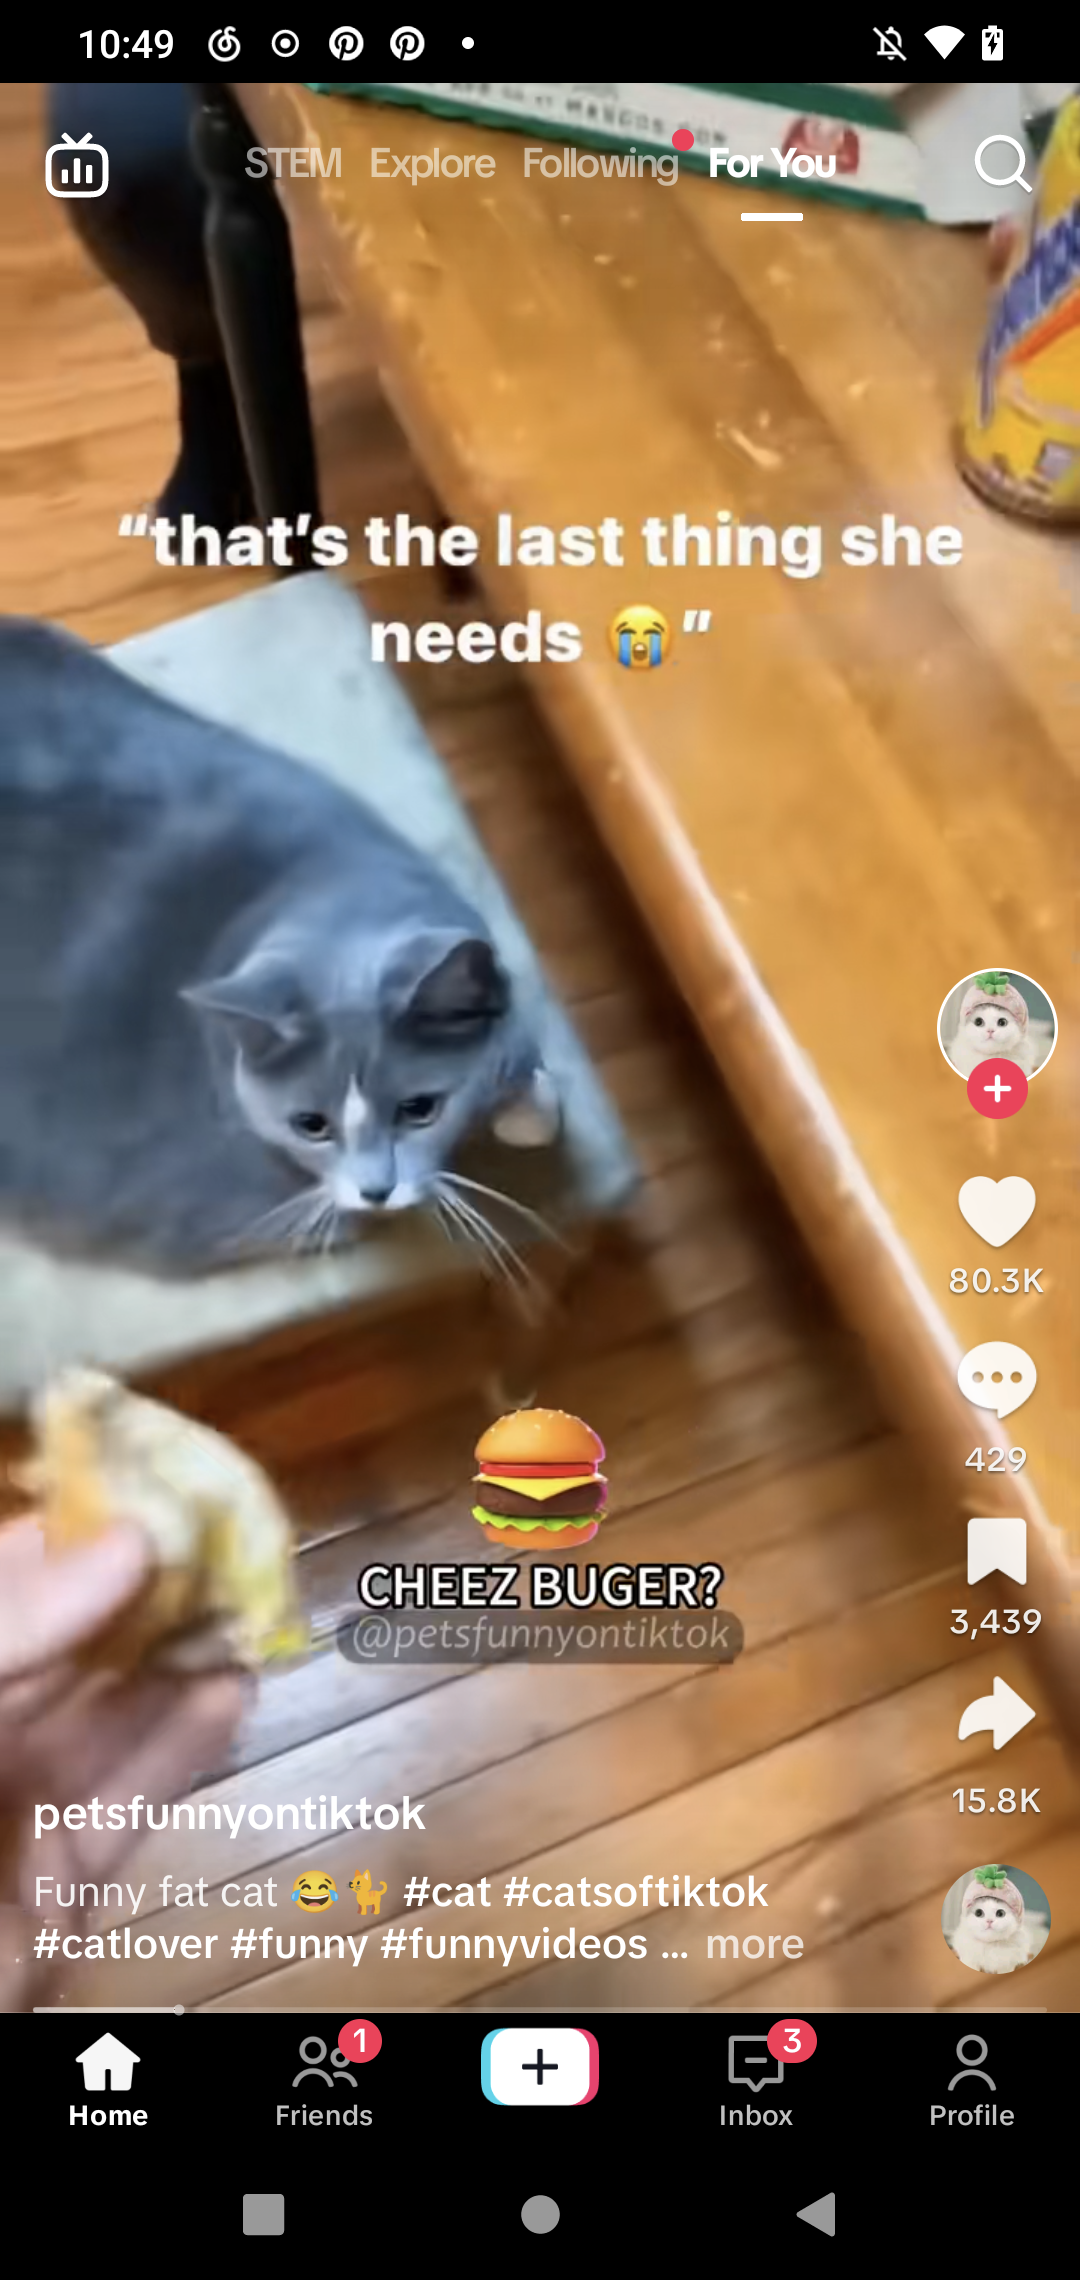 10:49
STEM Explore Following For You
“that's the last thing she
needs 😭”
80.3K
429
3,439
15.8K
CHEEZ BUGER?
@petsfunnyontiktok
petsfunnyontiktok
Funny fat cat 😂🐈 #cat #catsoftiktok
#catlover #funny #funnyvideos ... more
1
3
Home Friends Inbox Profile